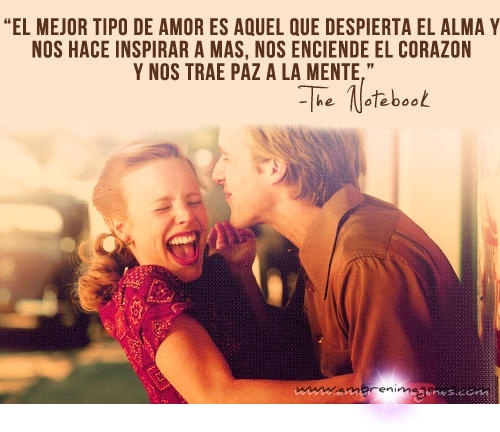 “EL MEJOR TIPO DE AMOR ES AQUEL QUE DESPIERTA EL ALMA Y
NOS HACE INSPIRAR A MAS, NOS ENCIENDE EL CORAZON
Y NOS TRAE PAZ A LA MENTE.”
-The Notebook
www.ambrenimagenes.com